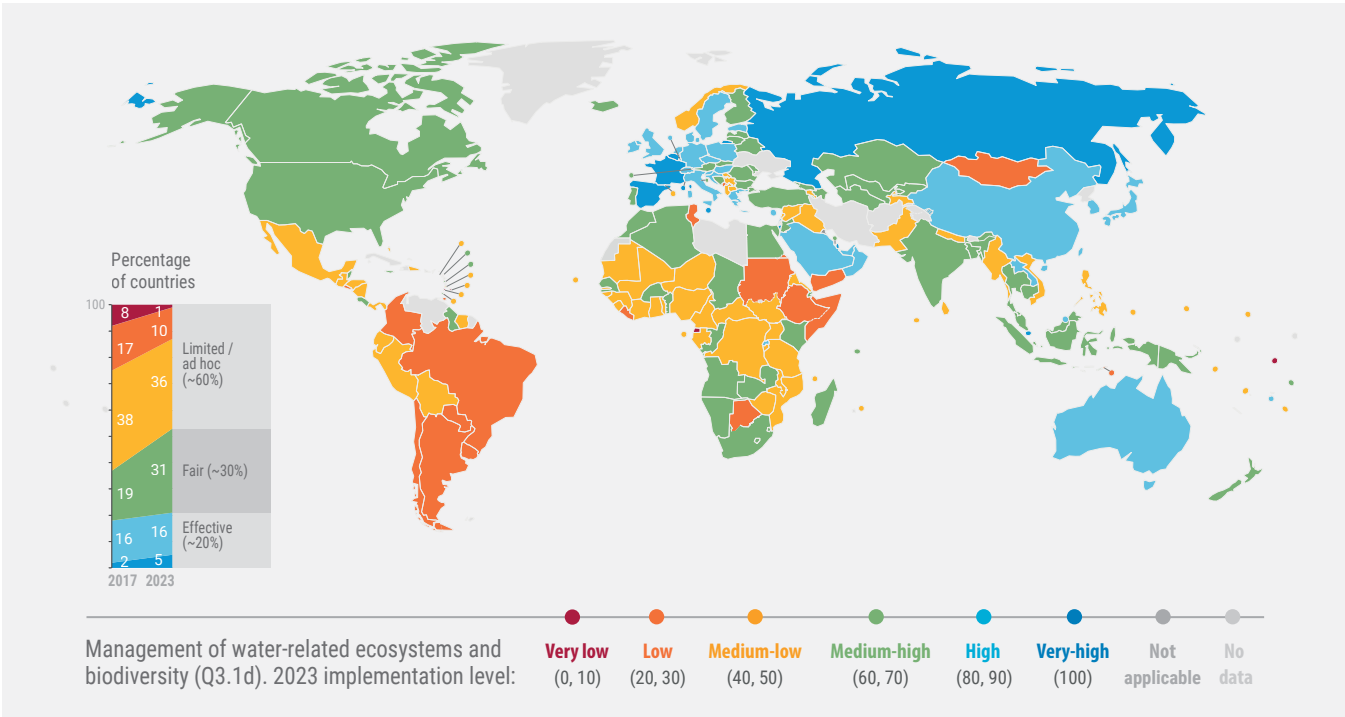 Percentage
of countries
100
8
1
10
17
36
38
31
19
16
16
2
5
2017 2023
Limited /
ad hoc
(~60%)
Fair (~30%)
Effective
(~20%)
Management of water-related ecosystems and
biodiversity (Q3.1d). 2023 implementation level:
Very low
(0, 10)
Low
(20, 30)
Medium-low
(40, 50)
Medium-high
(60, 70)
High
(80, 90)
Very-high
(100)
Not
applicable
No
data